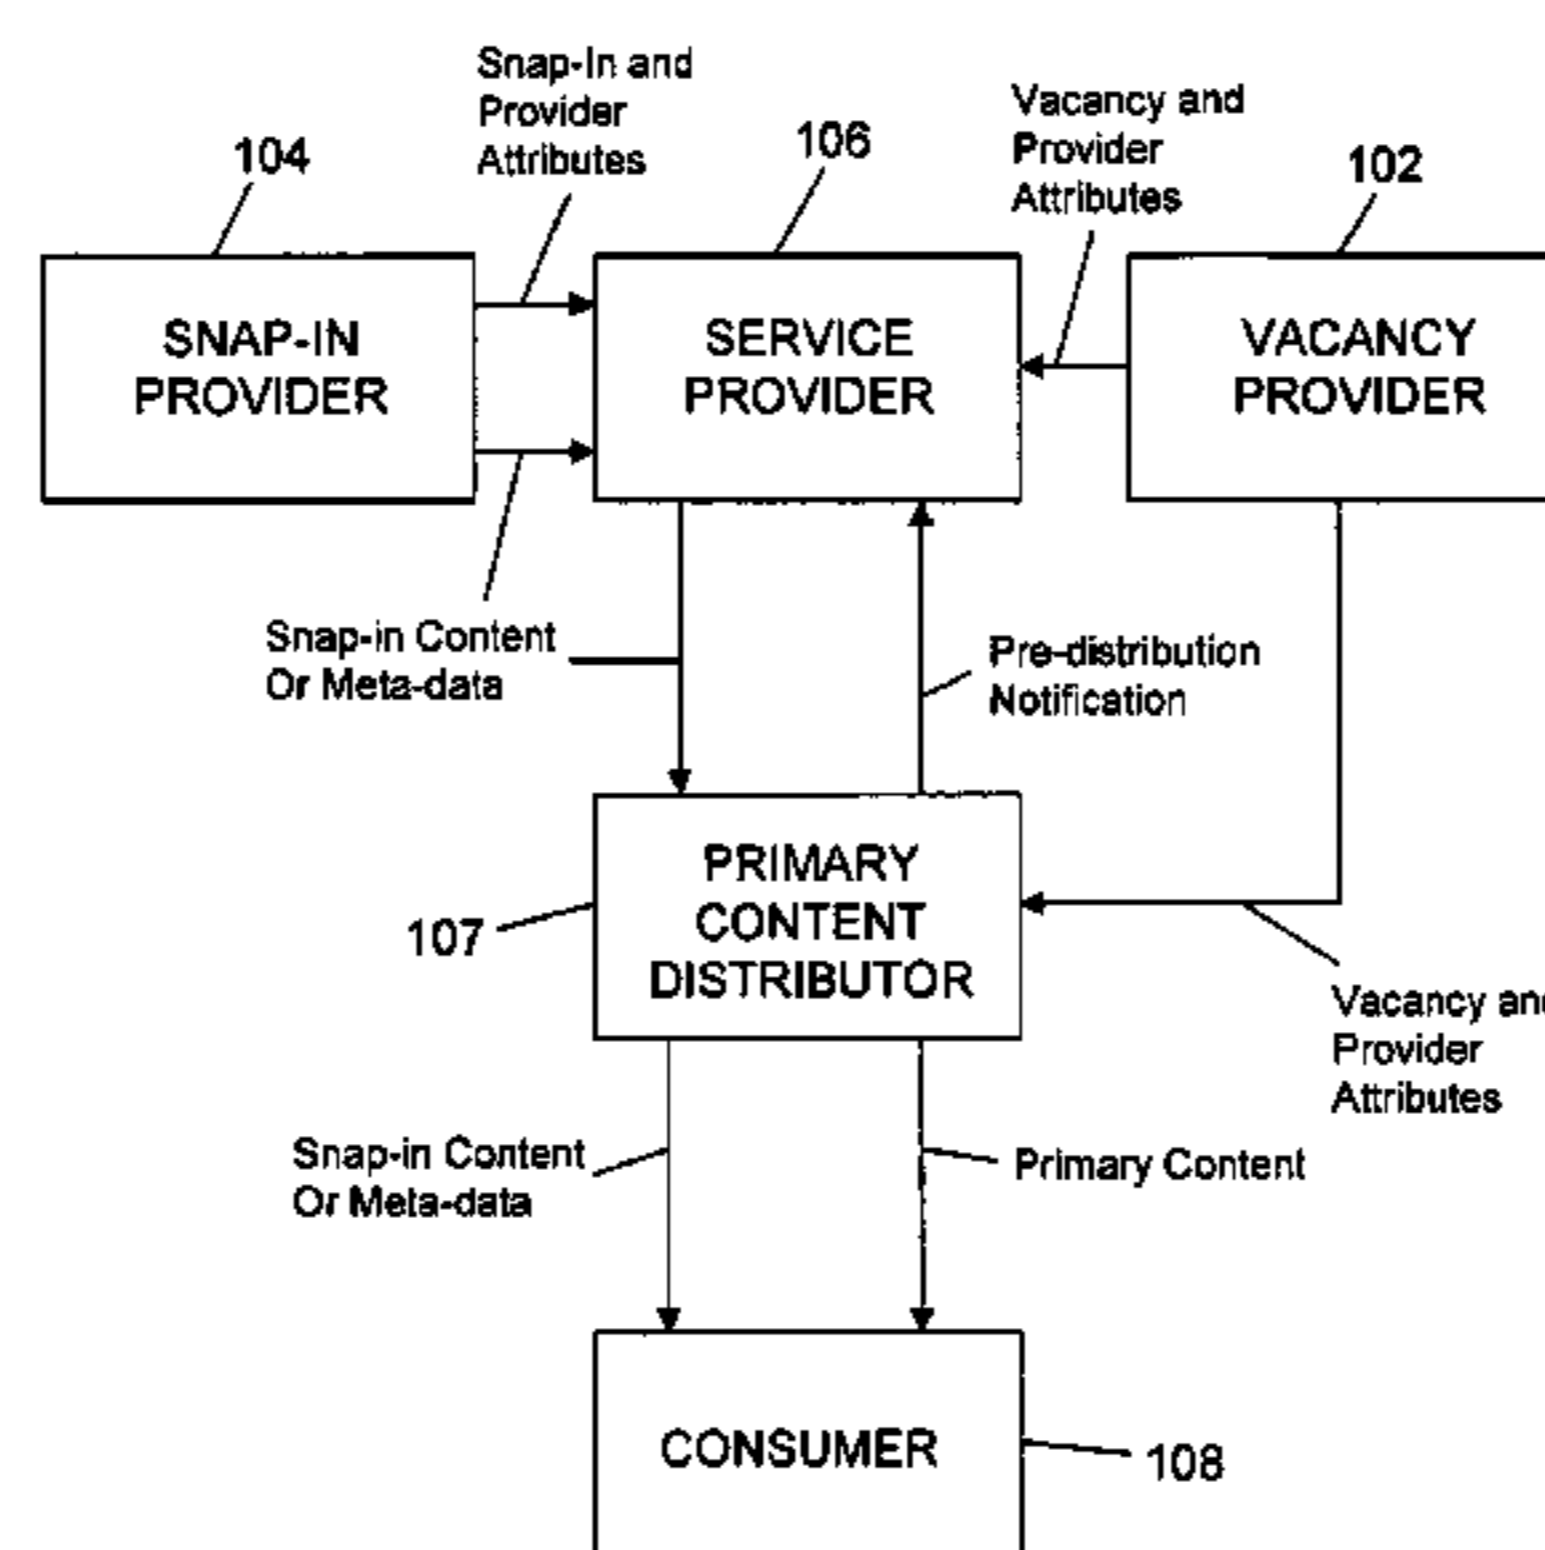 Snap-In and
Provider
Attributes
Vacancy and
Provider
Attributes
104
106
102
SNAP-IN
PROVIDER
SERVICE
PROVIDER
VACANCY
PROVIDER
Snap-in Content
Or Meta-data
Pre-distribution
Notification
PRIMARY
CONTENT
DISTRIBUTOR
107
Vacancy and
Provider
Attributes
Snap-in Content
Or Meta-data
Primary Content
CONSUMER
108